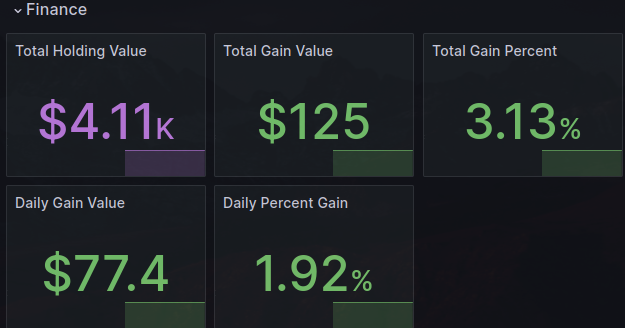 Finance
Total Holding Value
$4.11K
Total Gain Value
$125
Total Gain Percent
3.13%
Daily Gain Value
$77.4
Daily Percent Gain
1.92%